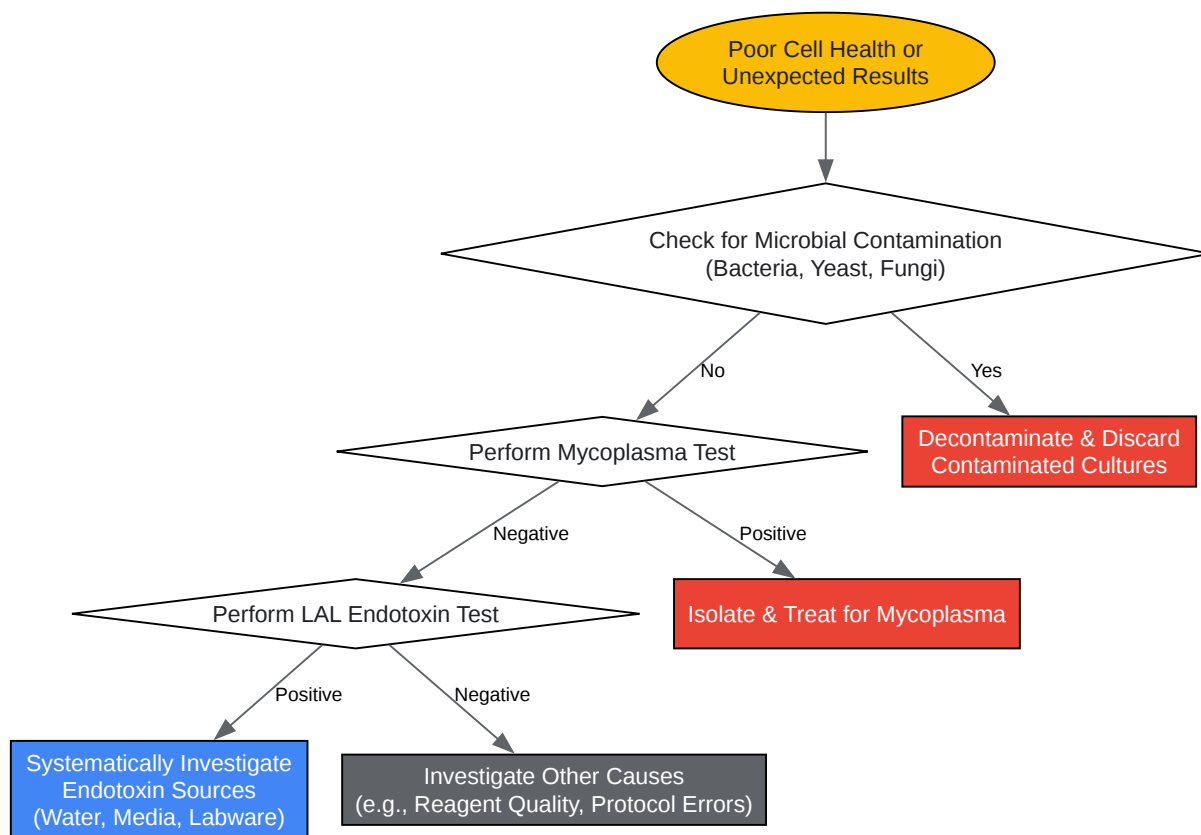 Poor Cell Health or
Unexpected Results
Check for Microbial Contamination
(Bacteria, Yeast, Fungi)
No
Yes
Perform Mycoplasma Test
Decontaminate & Discard
Contaminated Cultures
Negative
Positive
Perform LAL Endotoxin Test
Isolate & Treat for Mycoplasma
Positive
Negative
Systematically Investigate
Endotoxin Sources
(Water, Media, Labware)
Investigate Other Causes
(e.g., Reagent Quality, Protocol Errors)